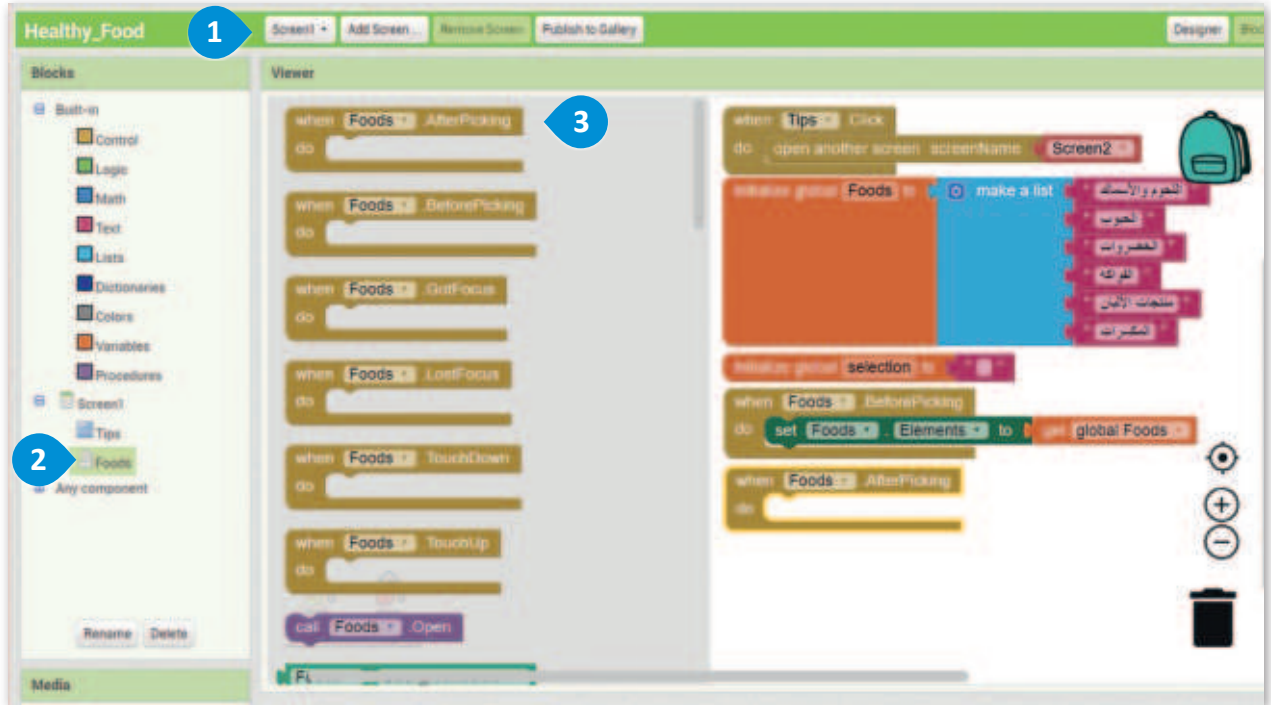 Healthy_Food
1
Screen1
Add Screen ...
Remove Screen
Publish to Gallery
Designer
Blocks
Viewer
Built-in
Control
Logic
Math
Text
Lists
Dictionaries
Colors
Variables
Procedures
Screen1
Tips
2
Foods
Any component
Rename
Delete
Media
when Foods .AfterPicking
do
3
when Foods .BeforePicking
do
when Foods .GotFocus
do
when Foods .LostFocus
do
when Foods .TouchDown
do
when Foods .TouchUp
do
call Foods .Open
when Tips .Click
do open another screen screenName Screen2
initialize global Foods to make a list " اللحوم والأسماك "
" الحبوب "
" الخضروات "
" الفواكه "
" منتجات الألبان "
" المكسرات "
initialize global selection to " "
when Foods .BeforePicking
do set Foods . Elements to get global Foods
when Foods .AfterPicking
do